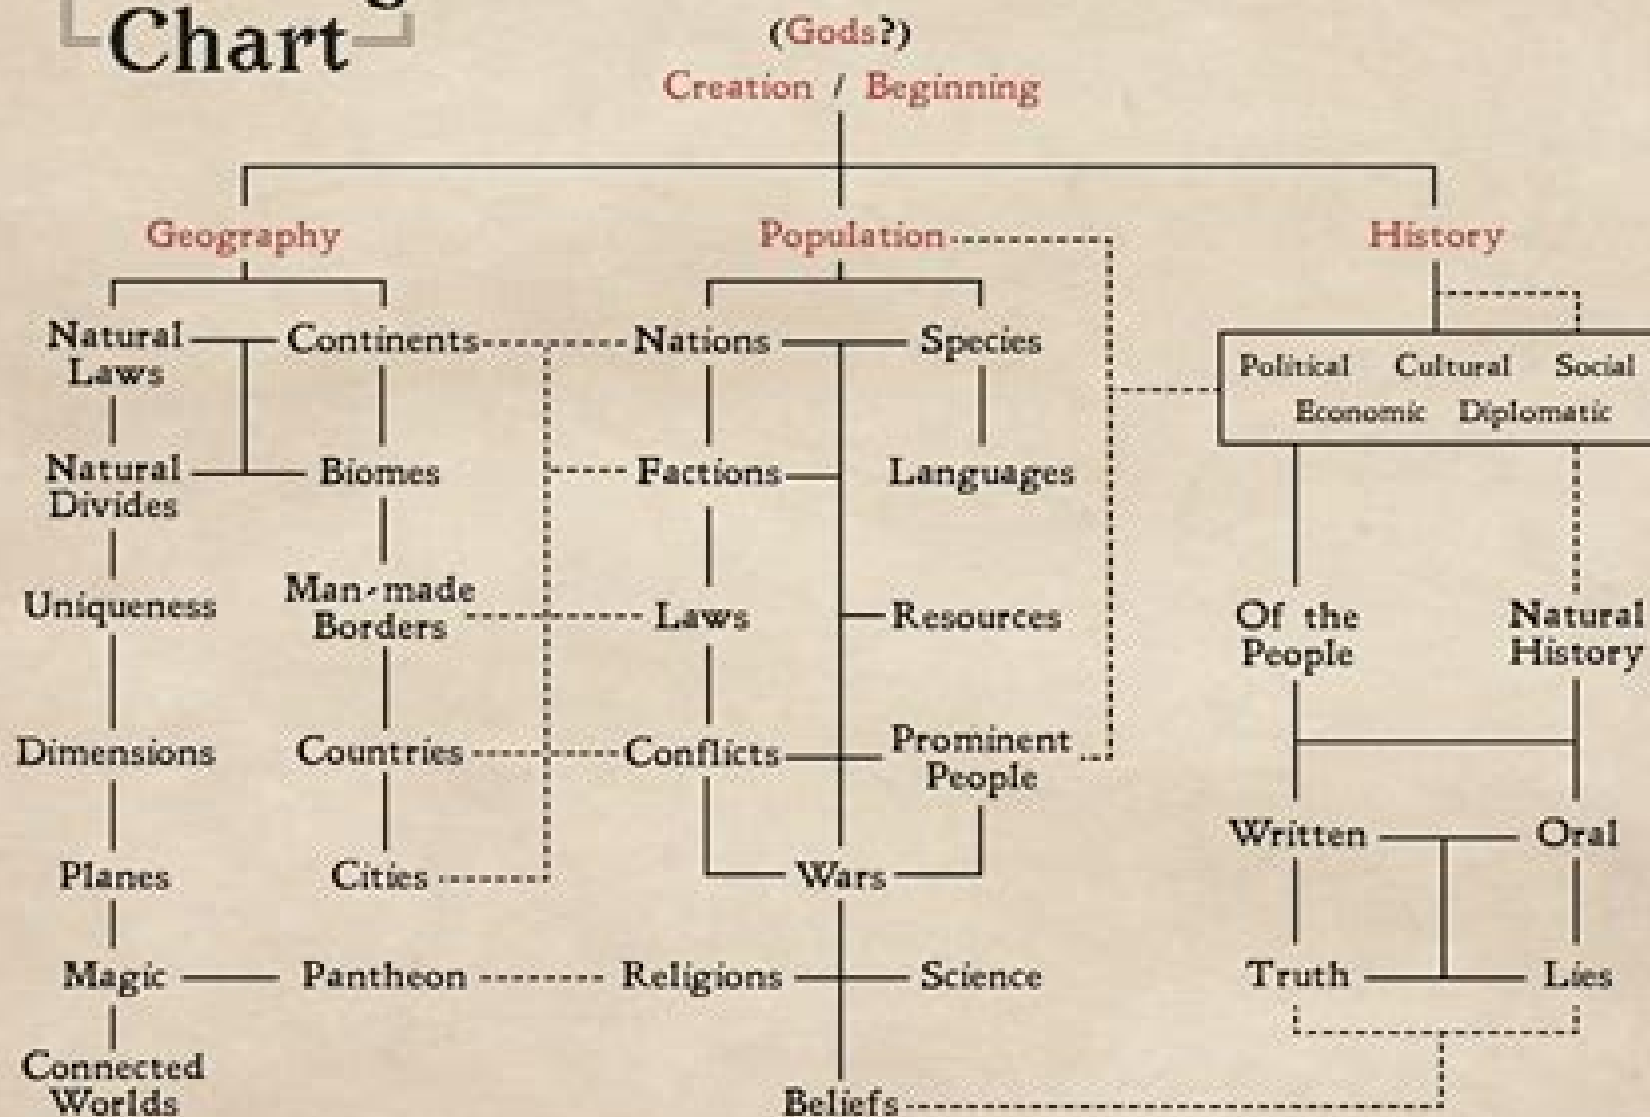 Chart
(Gods?)
Creation / Beginning
Geography
Population
History
Natural
Laws
Continents
Nations
Species
Political Cultural Social
Economic Diplomatic
Natural
Divides
Biomes
Factions
Languages
Uniqueness
Man-made
Borders
Laws
Resources
Of the
People
Natural
History
Dimensions
Countries
Conflicts
Prominent
People
Written
Oral
Planes
Cities
Wars
Magic
Pantheon
Religions
Science
Truth
Lies
Connected
Worlds
Beliefs